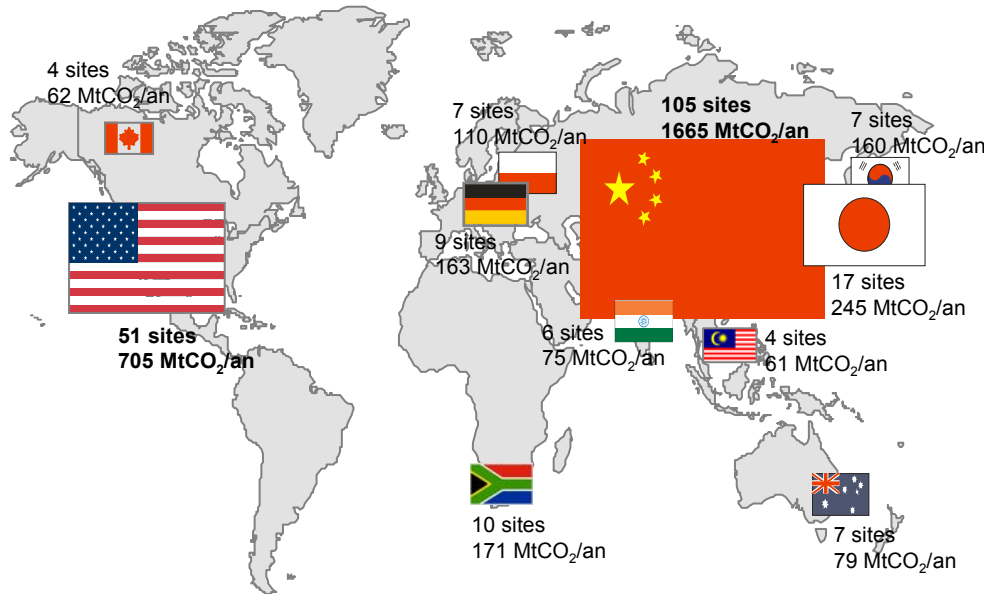 4 sites
62 MtCO₂/an
7 sites
110 MtCO₂/an
105 sites
1665 MtCO₂/an
7 sites
160 MtCO₂/an
9 sites
163 MtCO₂/an
17 sites
245 MtCO₂/an
51 sites
705 MtCO₂/an
6 sites
75 MtCO₂/an
4 sites
61 MtCO₂/an
10 sites
171 MtCO₂/an
7 sites
79 MtCO₂/an